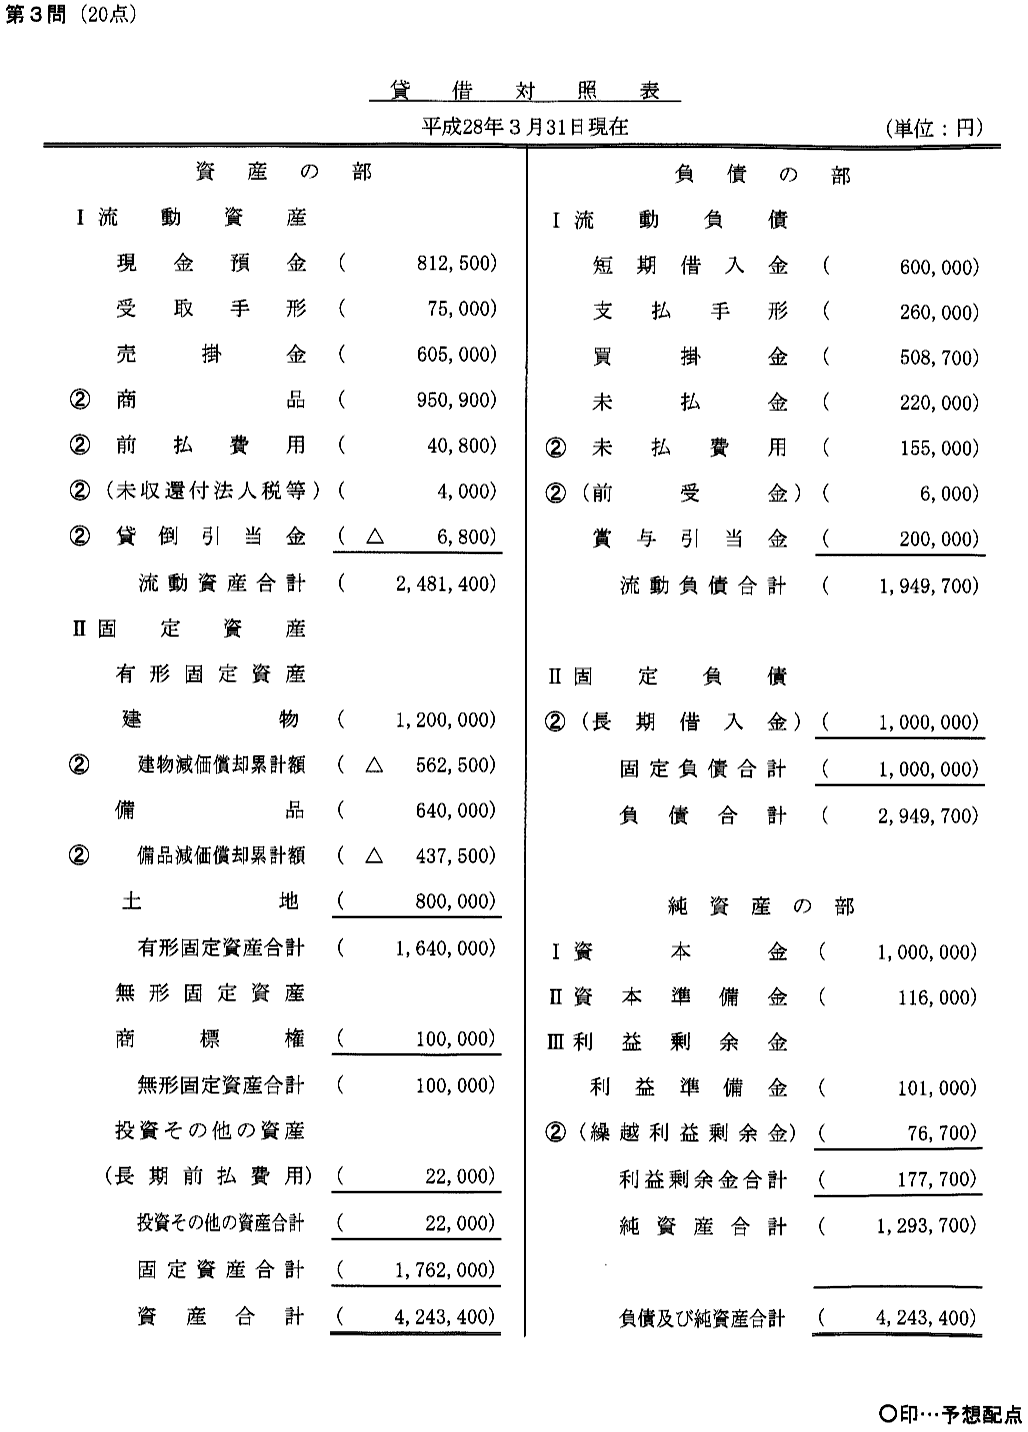 第3問（20点）
貸借対照表
平成28年3月31日現在 （単位：円）
資産の部
Ⅰ流動資産
現金預金 ( 812,500)
受取手形 ( 75,000)
売掛金 ( 605,000)
② 商品 ( 950,900)
② 前払費用 ( 40,800)
② (未収還付法人税等) ( 4,000)
② 貸倒引当金 ( △ 6,800)
流動資産合計 ( 2,481,400)
Ⅱ固定資産
有形固定資産
建物 ( 1,200,000)
② 建物減価償却累計額 ( △ 562,500)
備品 ( 640,000)
② 備品減価償却累計額 ( △ 437,500)
土地 ( 800,000)
有形固定資産合計 ( 1,640,000)
無形固定資産
商標権 ( 100,000)
無形固定資産合計 ( 100,000)
投資その他の資産
(長期前払費用) ( 22,000)
投資その他の資産合計 ( 22,000)
固定資産合計 ( 1,762,000)
資産合計 ( 4,243,400)
負債の部
Ⅰ流動負債
短期借入金 ( 600,000)
支払手形 ( 260,000)
買掛金 ( 508,700)
未払金 ( 220,000)
② 未払費用 ( 155,000)
② (前受金) ( 6,000)
賞与引当金 ( 200,000)
流動負債合計 ( 1,949,700)
Ⅱ固定負債
② (長期借入金) ( 1,000,000)
固定負債合計 ( 1,000,000)
負債合計 ( 2,949,700)
純資産の部
Ⅰ資本金 ( 1,000,000)
Ⅱ資本準備金 ( 116,000)
Ⅲ利益剰余金
利益準備金 ( 101,000)
② (繰越利益剰余金) ( 76,700)
利益剰余金合計 ( 177,700)
純資産合計 ( 1,293,700)
負債及び純資産合計 ( 4,243,400)
○印…予想配点